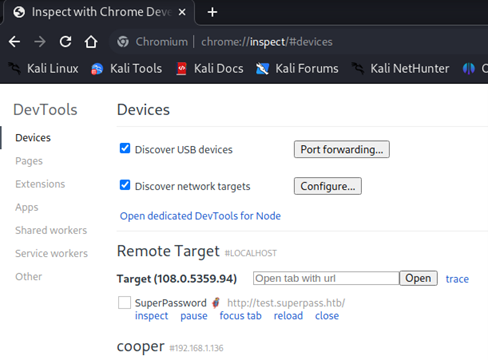 Inspect with Chrome Deve
Chromium | chrome://inspect/#devices
Kali Linux Kali Tools Kali Docs Kali Forums Kali NetHunter
DevTools
Devices
Pages
Extensions
Apps
Shared workers
Service workers
Other
Devices
Discover USB devices Port forwarding...
Discover network targets Configure...
Open dedicated DevTools for Node
Remote Target #LOCALHOST
Target (108.0.5359.94) Open tab with url Open trace
SuperPassword http://test.superpass.htb/
inspect pause focus tab reload close
cooper #192.168.1.136